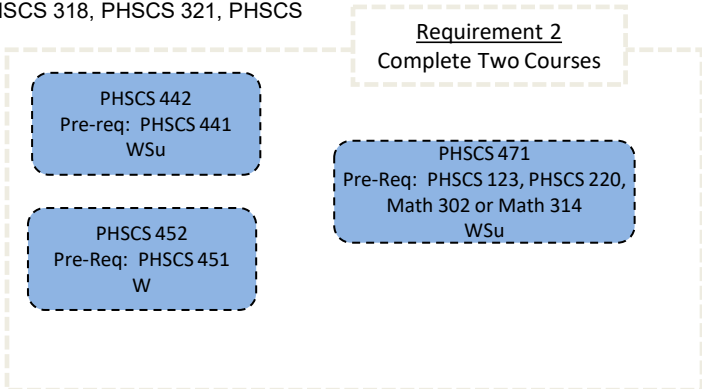 HSCS 318, PHSCS 321, PHSCS
Requirement 2
Complete Two Courses
PHSCS 442
Pre-req: PHSCS 441
WSu
PHSCS 471
Pre-Req: PHSCS 123, PHSCS 220,
Math 302 or Math 314
WSu
PHSCS 452
Pre-Req: PHSCS 451
W